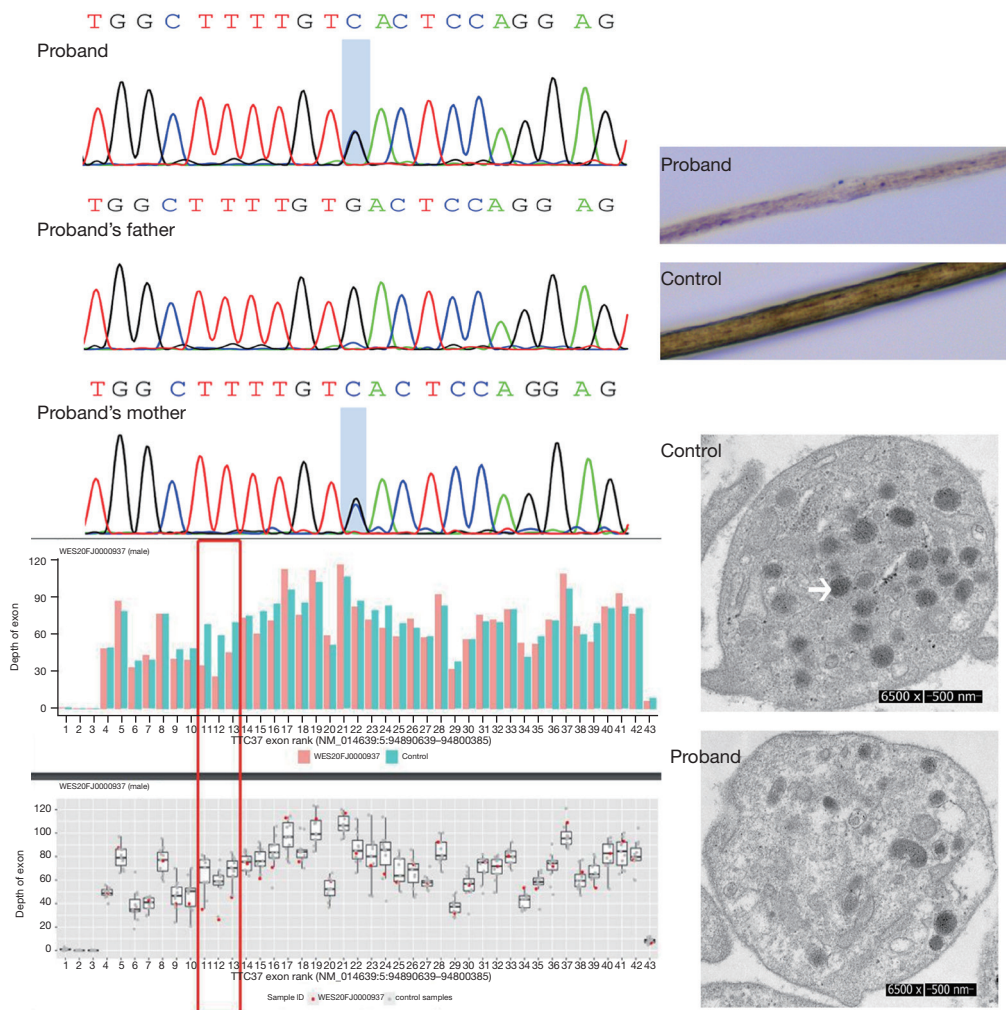 TGGCTTTTGTCACTCCAGGAG
Proband
TGGCTTTTGTGACTCCAGGAG
Proband's father
TGGCTTTTGTCACTCCAGGAG
Proband's mother
WES20FJ0000937 (male)
Depth of exon
120
90
60
30
0
1 2 3 4 5 6 7 8 9 10 11 12 13 14 15 16 17 18 19 20 21 22 23 24 25 26 27 28 29 30 31 32 33 34 35 36 37 38 39 40 41 42 43
TTC37 exon rank (NM_014639:5:94890639–94800385)
WES20FJ0000937 Control
WES20FJ0000937 (male)
Depth of exon
120
100
80
60
40
20
0
1 2 3 4 5 6 7 8 9 10 11 12 13 14 15 16 17 18 19 20 21 22 23 24 25 26 27 28 29 30 31 32 33 34 35 36 37 38 39 40 41 42 43
TTC37 exon rank (NM_014639:5:94890639–94800385)
Sample ID WES20FJ0000937 control samples
Proband
Control
Control
6500 x -500 nm-
Proband
6500 x -500 nm-